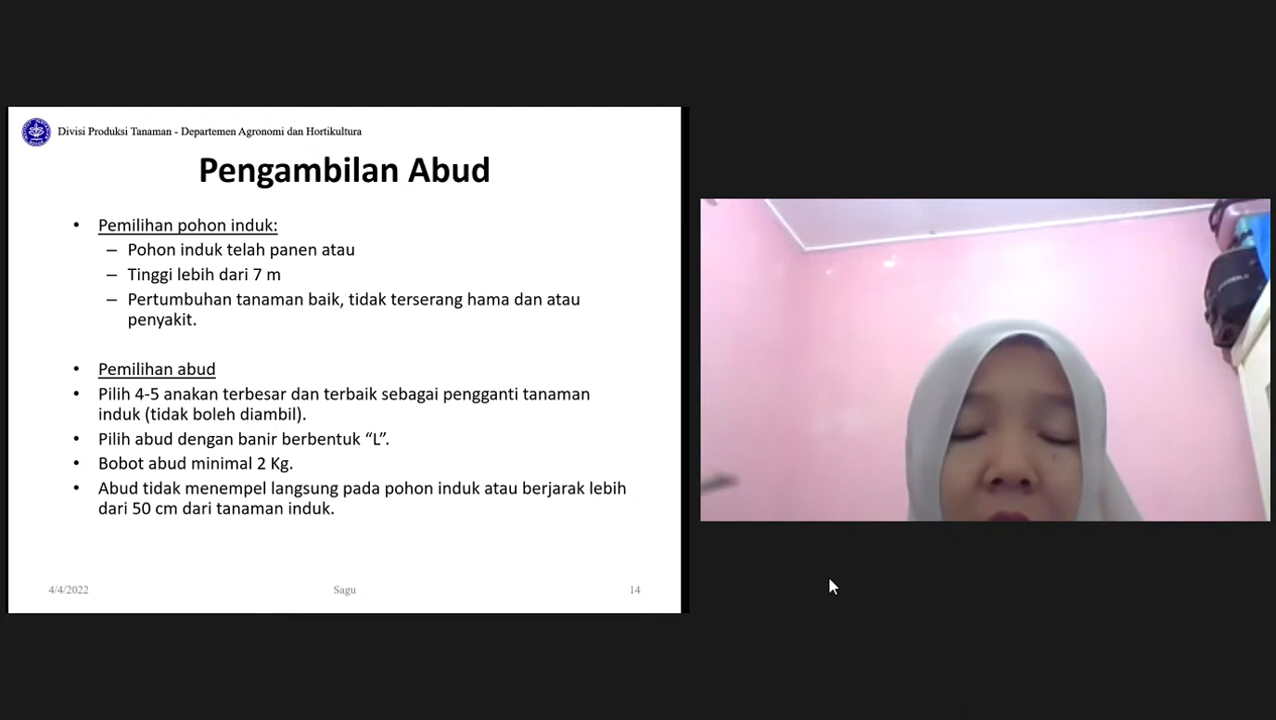 Divisi Produksi Tanaman - Departemen Agronomi dan Hortikultura
Pengambilan Abud
• Pemilihan pohon induk:
– Pohon induk telah panen atau
– Tinggi lebih dari 7 m
– Pertumbuhan tanaman baik, tidak terserang hama dan atau
penyakit.
• Pemilihan abud
• Pilih 4-5 anakan terbesar dan terbaik sebagai pengganti tanaman
induk (tidak boleh diambil).
• Pilih abud dengan banir berbentuk “L”.
• Bobot abud minimal 2 Kg.
• Abud tidak menempel langsung pada pohon induk atau berjarak lebih
dari 50 cm dari tanaman induk.
4/4/2022
Sagu
14